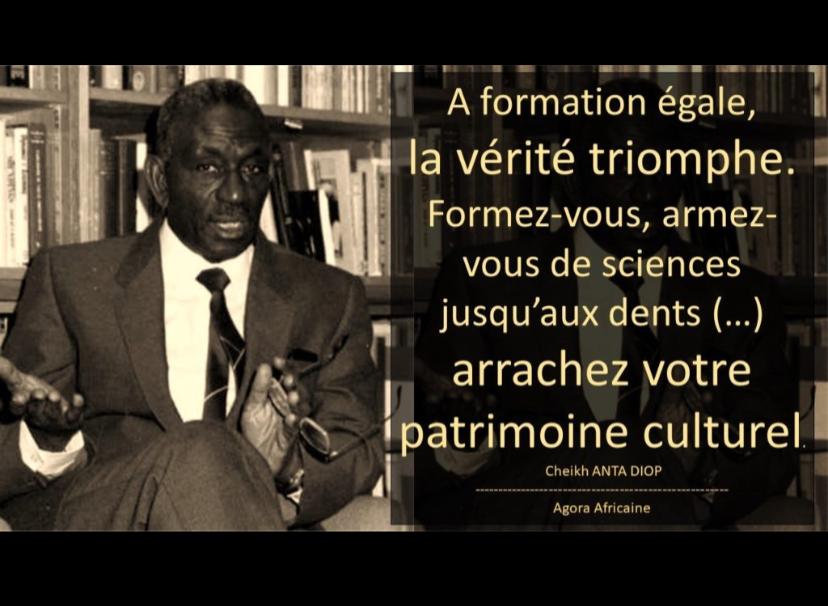 A formation égale,
la vérité triomphe.
Formez-vous, armez-
vous de sciences
jusqu’aux dents (…)
arrachez votre
patrimoine culturel.
Cheikh ANTA DIOP
--------------------------------------------------------
Agora Africaine